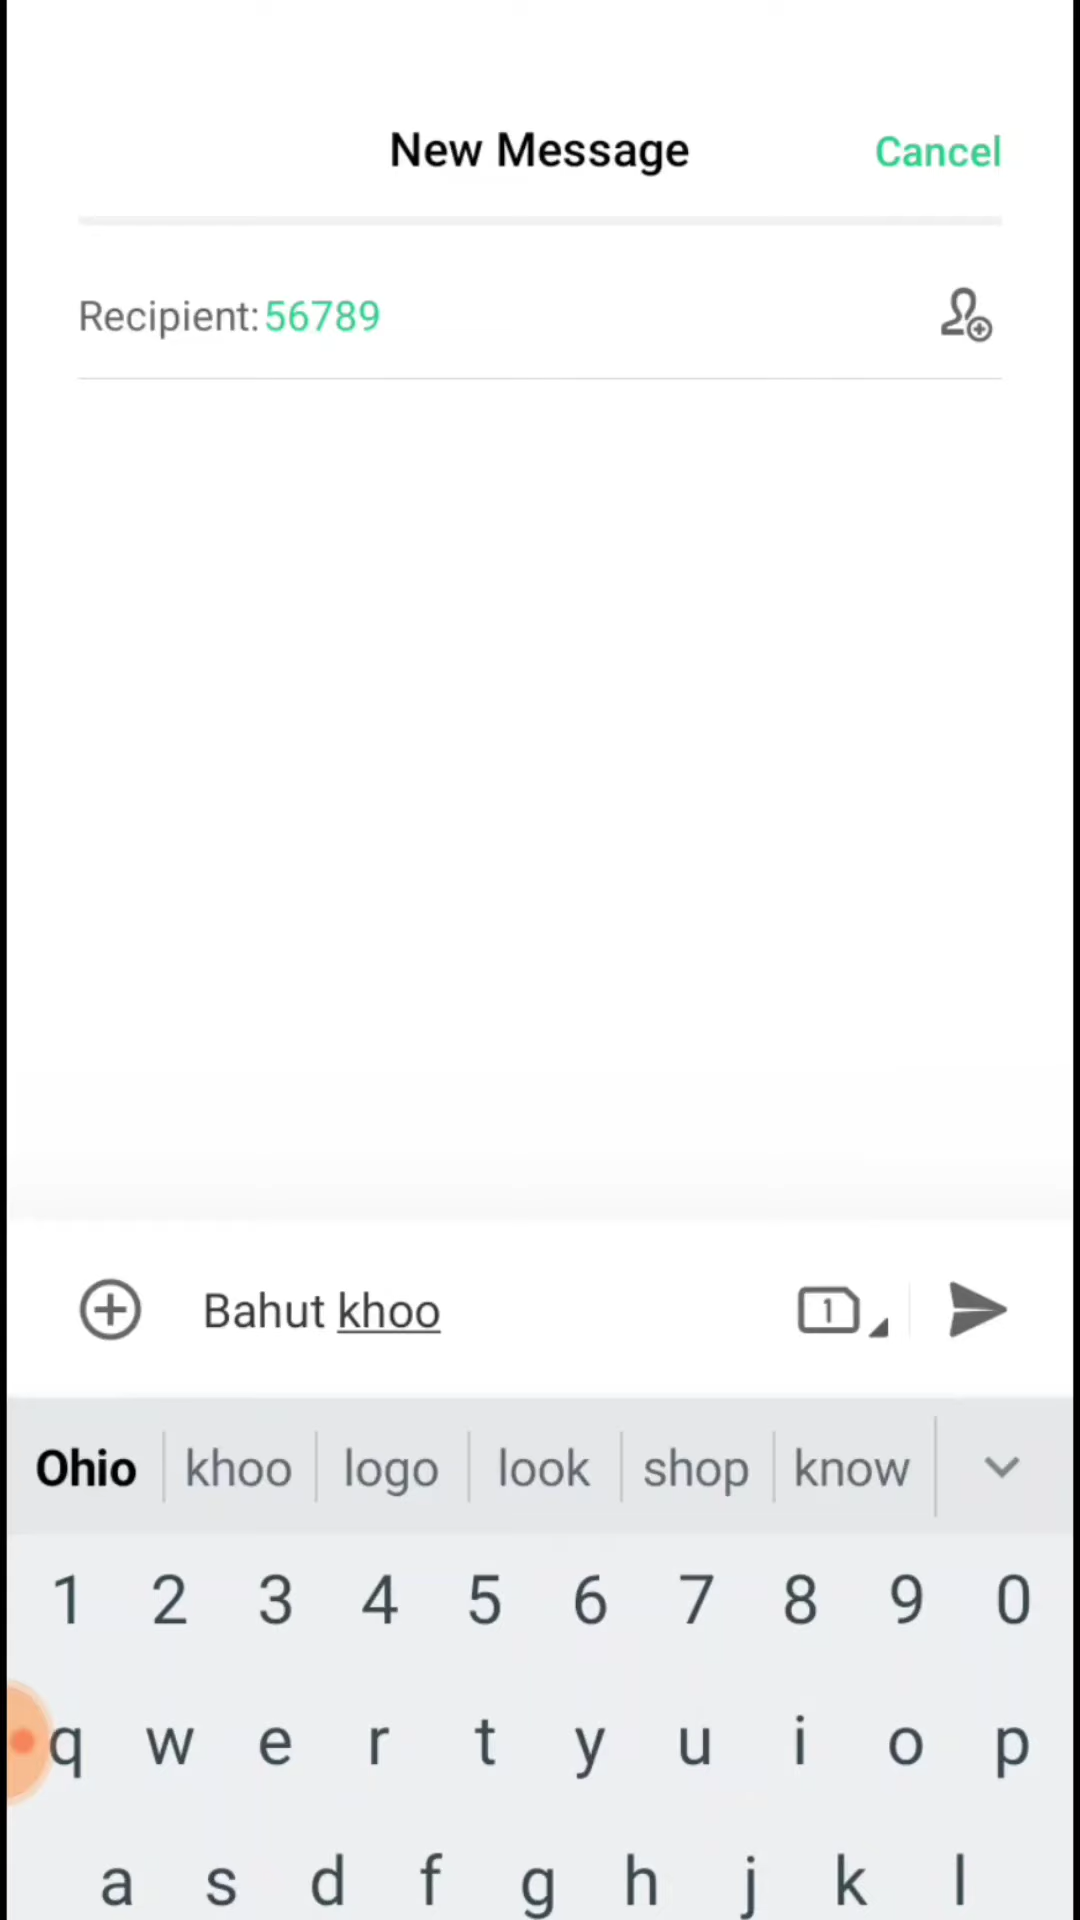 New Message
Cancel
Recipient: 56789
Bahut khoo
1
Ohio khoo logo look shop know
1 2 3 4 5 6 7 8 9 0
q w e r t y u i o p
a s d f g h j k l